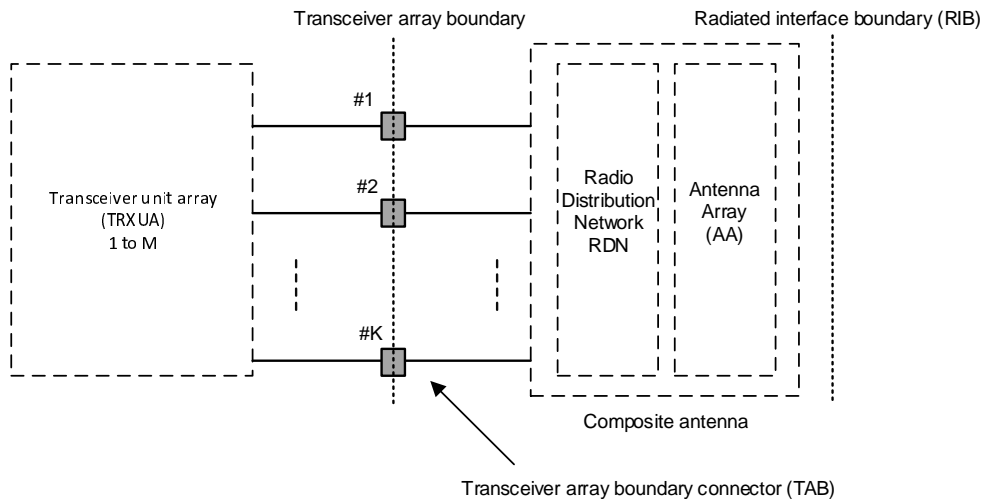 Transceiver array boundary
Radiated interface boundary (RIB)
#1
#2
#K
Transceiver unit array
(TRXUA)
1 to M
Radio
Distribution
Network
RDN
Antenna
Array
(AA)
Composite antenna
Transceiver array boundary connector (TAB)